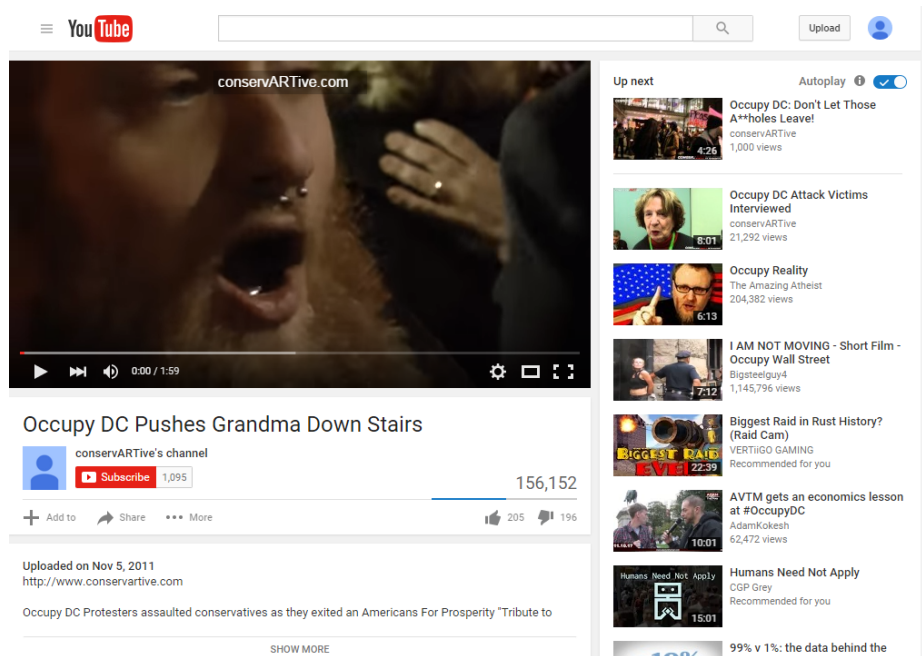 You Tube
Upload
conservARTive.com
0:00 / 1:59
Occupy DC Pushes Grandma Down Stairs
conservARTive's channel
Subscribe 1,095
156,152
Add to Share More
205 196
Uploaded on Nov 5, 2011
http://www.conservartive.com
Occupy DC Protesters assaulted conservatives as they exited an Americans For Prosperity "Tribute to
SHOW MORE
Up next Autoplay
4:26
Occupy DC: Don't Let Those
A**holes Leave!
conservARTive
1,000 views
8:01
Occupy DC Attack Victims
Interviewed
conservARTive
21,292 views
6:13
Occupy Reality
The Amazing Atheist
204,382 views
7:12
I AM NOT MOVING - Short Film -
Occupy Wall Street
Bigsteelguy4
1,145,796 views
BIGGEST RAID
EVER!
22:39
Biggest Raid in Rust History?
(Raid Cam)
VERTiiGO GAMING
Recommended for you
10:01
AVTM gets an economics lesson
at #OccupyDC
AdamKokesh
62,472 views
Humans Need Not Apply
15:01
Humans Need Not Apply
CGP Grey
Recommended for you
99% v 1%: the data behind the